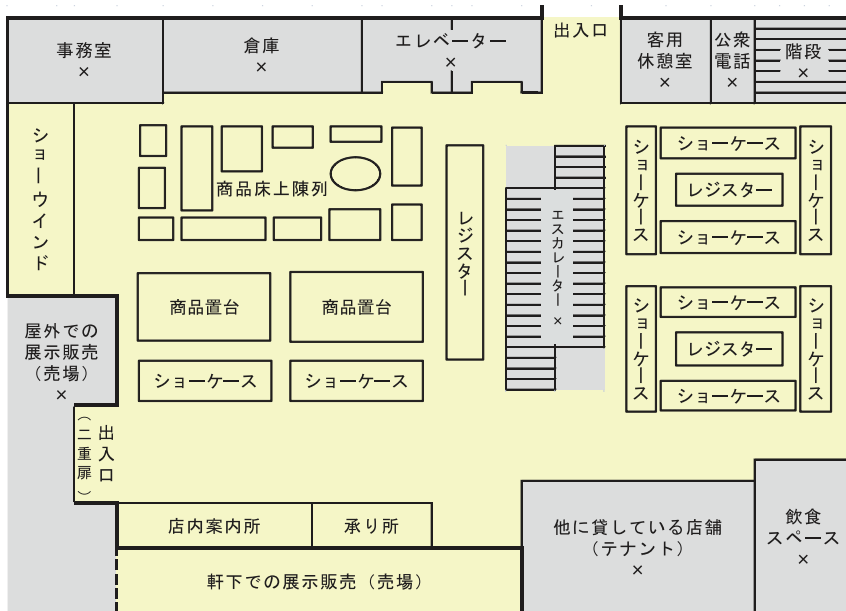 事務室
×
倉庫
×
エレベーター
×
出入口
客用
休憩室
×
公衆
電話
×
階段
×
ショーウインド
商品床上陳列
レジスター
エスカレーター ×
ショーケース
ショーケース
レジスター
ショーケース
ショーケース
商品置台
商品置台
ショーケース
ショーケース
ショーケース
ショーケース
レジスター
ショーケース
ショーケース
屋外での
展示販売
(売場)
×
出入口
(二重扉)
店内案内所
承り所
軒下での展示販売(売場)
他に貸している店舗
(テナント)
×
飲食
スペース
×